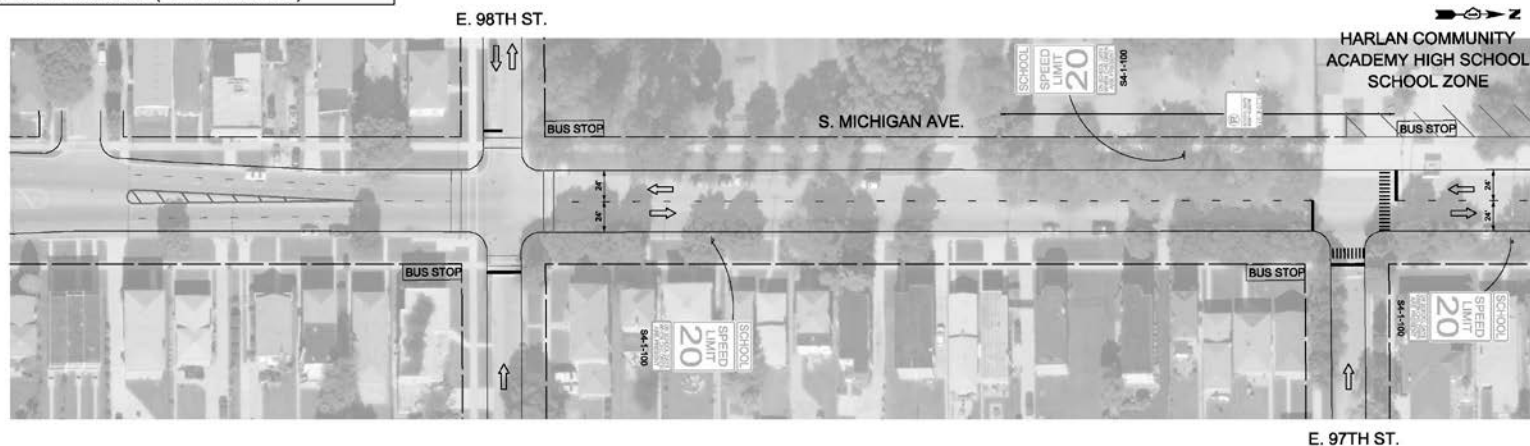 E. 98TH ST.
N
HARLAN COMMUNITY
ACADEMY HIGH SCHOOL
SCHOOL ZONE
SCHOOL
SPEED
LIMIT
20
S4-1-100
S. MICHIGAN AVE.
BUS STOP
BUS STOP
24'
24'
24'
24'
BUS STOP
BUS STOP
SCHOOL
SPEED
LIMIT
20
S4-1-100
SCHOOL
SPEED
LIMIT
20
S4-1-100
E. 97TH ST.